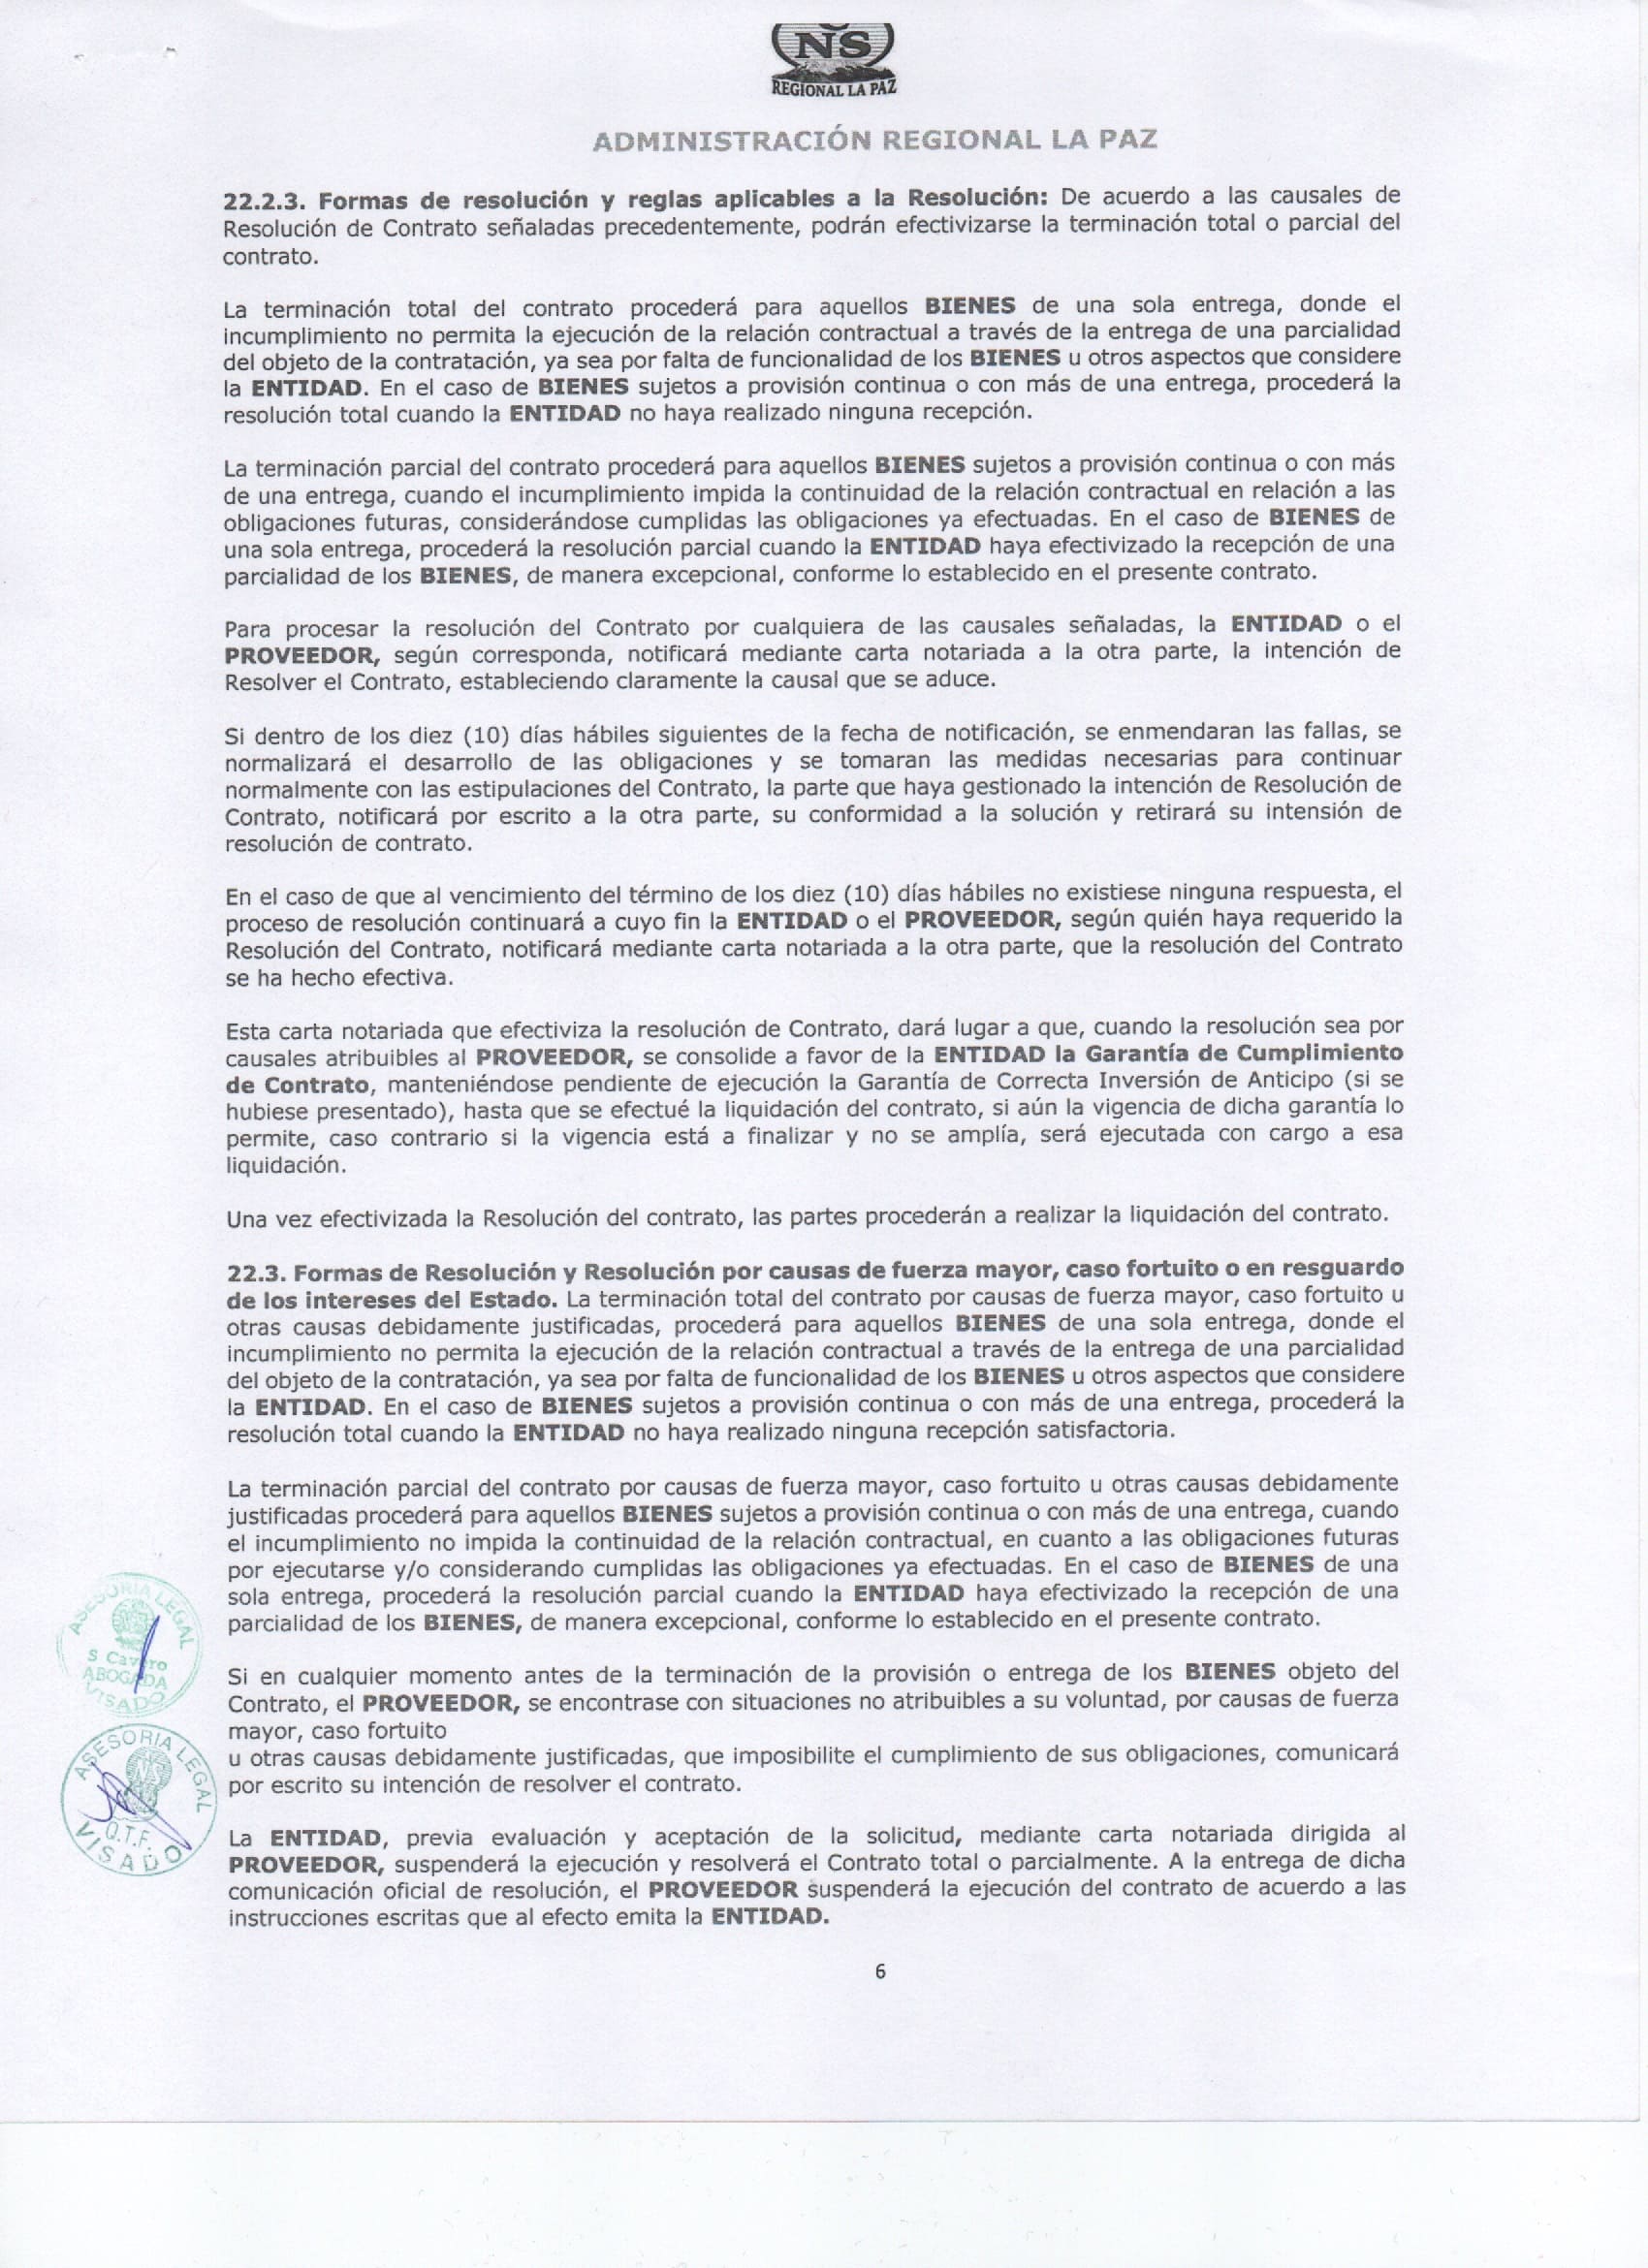 NS
REGIONAL LA PAZ
ADMINISTRACIÓN REGIONAL LA PAZ
22.2.3. Formas de resolución y reglas aplicables a la Resolución: De acuerdo a las causales de
Resolución de Contrato señaladas precedentemente, podrán efectivizarse la terminación total o parcial del
contrato.
La terminación total del contrato procederá para aquellos BIENES de una sola entrega, donde el
incumplimiento no permita la ejecución de la relación contractual a través de la entrega de una parcialidad
del objeto de la contratación, ya sea por falta de funcionalidad de los BIENES u otros aspectos que considere
la ENTIDAD. En el caso de BIENES sujetos a provisión continua o con más de una entrega, procederá la
resolución total cuando la ENTIDAD no haya realizado ninguna recepción.
La terminación parcial del contrato procederá para aquellos BIENES sujetos a provisión continua o con más
de una entrega, cuando el incumplimiento impida la continuidad de la relación contractual en relación a las
obligaciones futuras, considerándose cumplidas las obligaciones ya efectuadas. En el caso de BIENES de
una sola entrega, procederá la resolución parcial cuando la ENTIDAD haya efectivizado la recepción de una
parcialidad de los BIENES, de manera excepcional, conforme lo establecido en el presente contrato.
Para procesar la resolución del Contrato por cualquiera de las causales señaladas, la ENTIDAD o el
PROVEEDOR, según corresponda, notificará mediante carta notariada a la otra parte, la intención de
Resolver el Contrato, estableciendo claramente la causal que se aduce.
Si dentro de los diez (10) días hábiles siguientes de la fecha de notificación, se enmendaran las fallas, se
normalizará el desarrollo de las obligaciones y se tomaran las medidas necesarias para continuar
normalmente con las estipulaciones del Contrato, la parte que haya gestionado la intención de Resolución de
Contrato, notificará por escrito a la otra parte, su conformidad a la solución y retirará su intensión de
resolución de contrato.
En el caso de que al vencimiento del término de los diez (10) días hábiles no existiese ninguna respuesta, el
proceso de resolución continuará a cuyo fin la ENTIDAD o el PROVEEDOR, según quién haya requerido la
Resolución del Contrato, notificará mediante carta notariada a la otra parte, que la resolución del Contrato
se ha hecho efectiva.
Esta carta notariada que efectiviza la resolución de Contrato, dará lugar a que, cuando la resolución sea por
causales atribuibles al PROVEEDOR, se consolide a favor de la ENTIDAD la Garantía de Cumplimiento
de Contrato, manteniéndose pendiente de ejecución la Garantía de Correcta Inversión de Anticipo (si se
hubiese presentado), hasta que se efectué la liquidación del contrato, si aún la vigencia de dicha garantía lo
permite, caso contrario si la vigencia está a finalizar y no se amplía, será ejecutada con cargo a esa
liquidación.
Una vez efectivizada la Resolución del contrato, las partes procederán a realizar la liquidación del contrato.
22.3. Formas de Resolución y Resolución por causas de fuerza mayor, caso fortuito o en resguardo
de los intereses del Estado. La terminación total del contrato por causas de fuerza mayor, caso fortuito u
otras causas debidamente justificadas, procederá para aquellos BIENES de una sola entrega, donde el
incumplimiento no permita la ejecución de la relación contractual a través de la entrega de una parcialidad
del objeto de la contratación, ya sea por falta de funcionalidad de los BIENES u otros aspectos que considere
la ENTIDAD. En el caso de BIENES sujetos a provisión continua o con más de una entrega, procederá la
resolución total cuando la ENTIDAD no haya realizado ninguna recepción satisfactoria.
La terminación parcial del contrato por causas de fuerza mayor, caso fortuito u otras causas debidamente
justificadas procederá para aquellos BIENES sujetos a provisión continua o con más de una entrega, cuando
el incumplimiento no impida la continuidad de la relación contractual, en cuanto a las obligaciones futuras
por ejecutarse y/o considerando cumplidas las obligaciones ya efectuadas. En el caso de BIENES de una
sola entrega, procederá la resolución parcial cuando la ENTIDAD haya efectivizado la recepción de una
parcialidad de los BIENES, de manera excepcional, conforme lo establecido en el presente contrato.
ASESORIA LEGAL
S Cavero
ABOGADA
VISADO
Si en cualquier momento antes de la terminación de la provisión o entrega de los BIENES objeto del
Contrato, el PROVEEDOR, se encontrase con situaciones no atribuibles a su voluntad, por causas de fuerza
mayor, caso fortuito
u otras causas debidamente justificadas, que imposibilite el cumplimiento de sus obligaciones, comunicará
por escrito su intención de resolver el contrato.
ASESORIA LEGAL
Q.T.F.
VISADO
La ENTIDAD, previa evaluación y aceptación de la solicitud, mediante carta notariada dirigida al
PROVEEDOR, suspenderá la ejecución y resolverá el Contrato total o parcialmente. A la entrega de dicha
comunicación oficial de resolución, el PROVEEDOR suspenderá la ejecución del contrato de acuerdo a las
instrucciones escritas que al efecto emita la ENTIDAD.
6